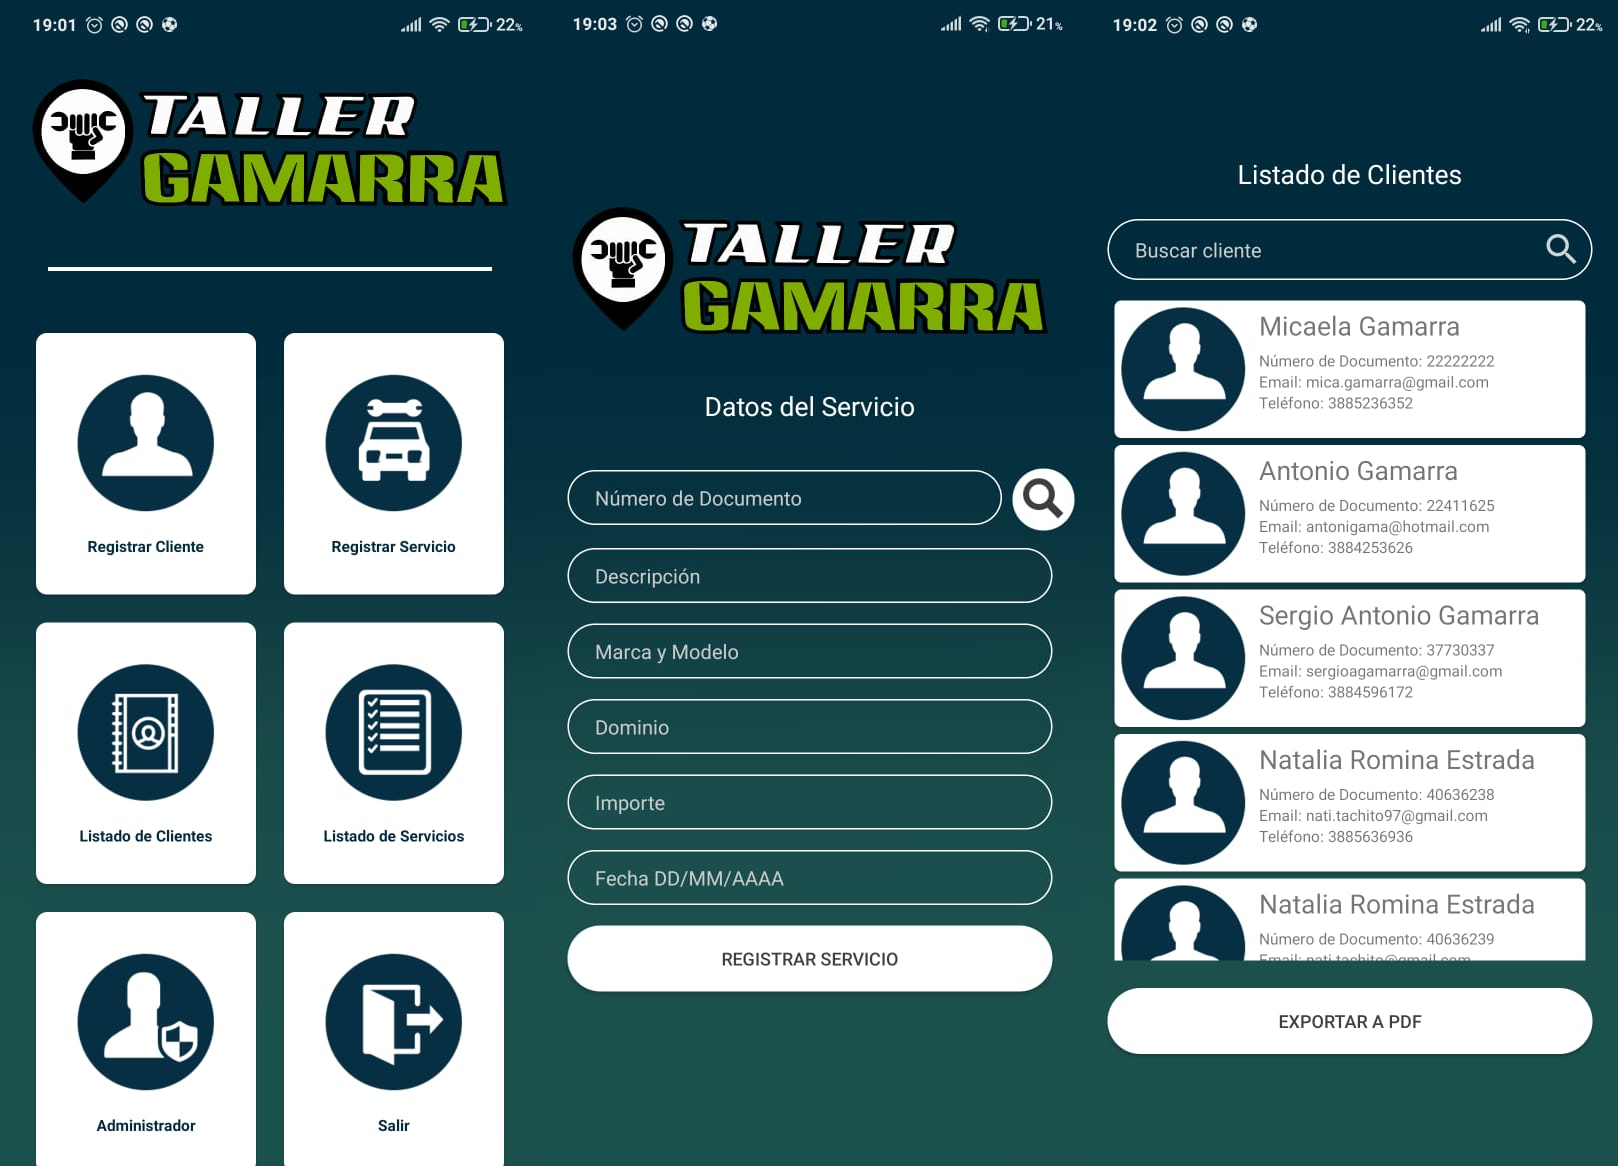 19:01
22%
TALLER
GAMARRA
Registrar Cliente
Registrar Servicio
Listado de Clientes
Listado de Servicios
Administrador
Salir
19:03
21%
TALLER
GAMARRA
Datos del Servicio
Número de Documento
Descripción
Marca y Modelo
Dominio
Importe
Fecha DD/MM/AAAA
REGISTRAR SERVICIO
19:02
22%
Listado de Clientes
Buscar cliente
Micaela Gamarra
Número de Documento: 22222222
Email: mica.gamarra@gmail.com
Teléfono: 3885236352
Antonio Gamarra
Número de Documento: 22411625
Email: antonigama@hotmail.com
Teléfono: 3884253626
Sergio Antonio Gamarra
Número de Documento: 37730337
Email: sergioagamarra@gmail.com
Teléfono: 3884596172
Natalia Romina Estrada
Número de Documento: 40636238
Email: nati.tachito97@gmail.com
Teléfono: 3885636936
Natalia Romina Estrada
Número de Documento: 40636239
Email: nati.tachito@gmail.com
EXPORTAR A PDF